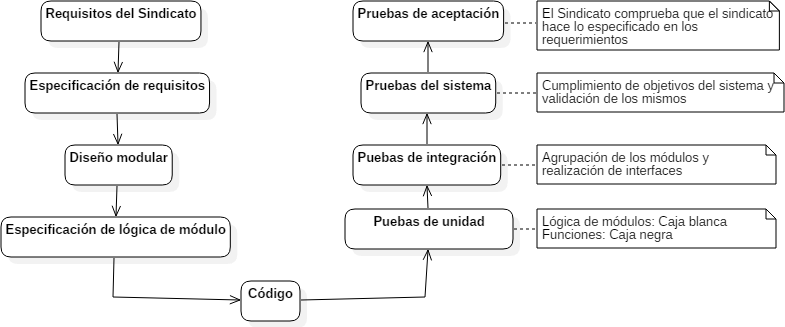 Requisitos del Sindicato
Especificación de requisitos
Diseño modular
Especificación de lógica de módulo
Código
Pruebas de aceptación
El Sindicato comprueba que el sindicato
hace lo especificado en los
requerimientos
Pruebas del sistema
Cumplimiento de objetivos del sistema y
validación de los mismos
Puebas de integración
Agrupación de los módulos y
realización de interfaces
Puebas de unidad
Lógica de módulos: Caja blanca
Funciones: Caja negra